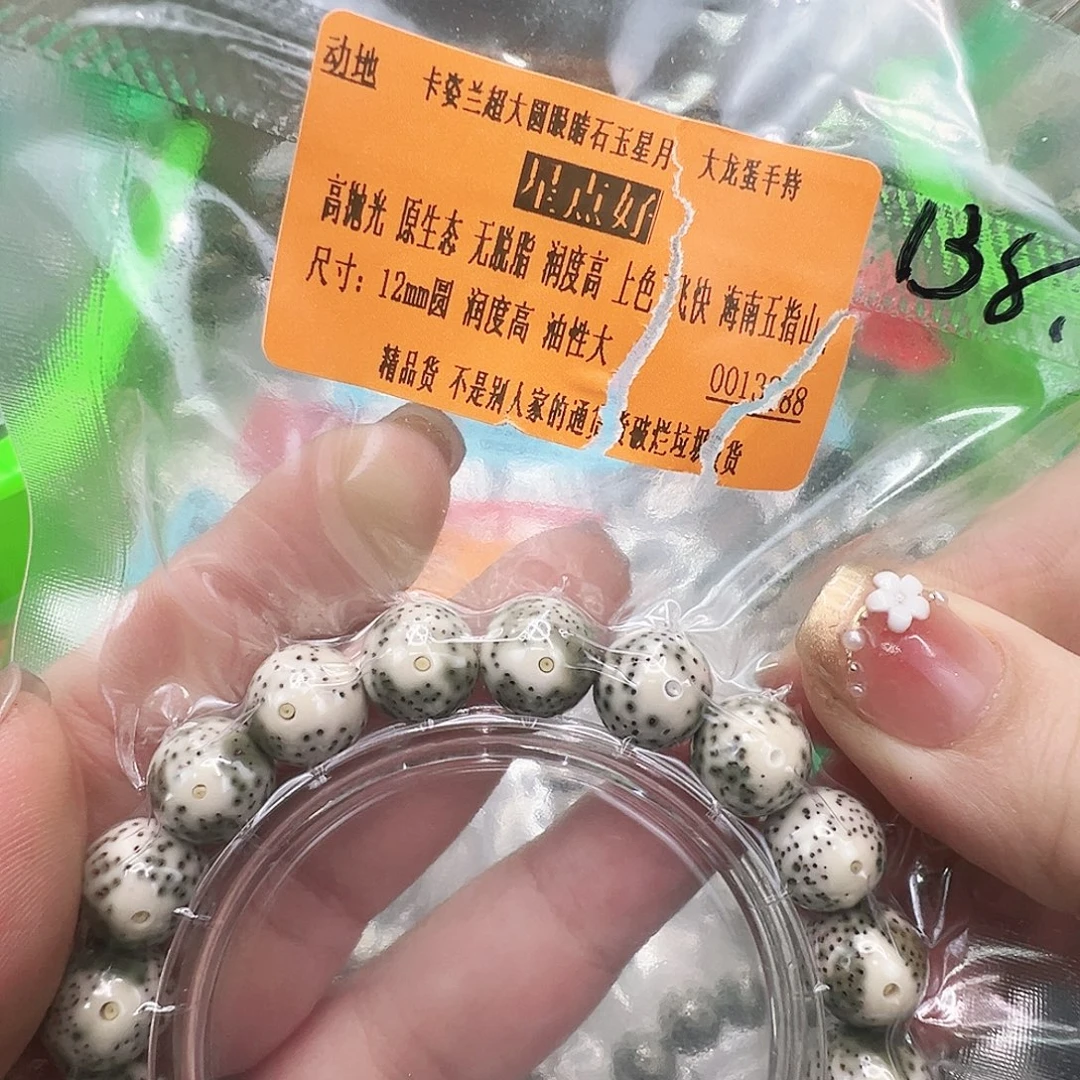 动地 卡姿兰超大圆眼睛石玉星月 大龙蛋手持
星点好
高抛光 原生态 无脱脂 润度高 上色 飞快 海南五指山
尺寸：12mm圆 润度高 油性大
0013 88
精品货 不是别人家的通 货破烂垃圾 货
138.